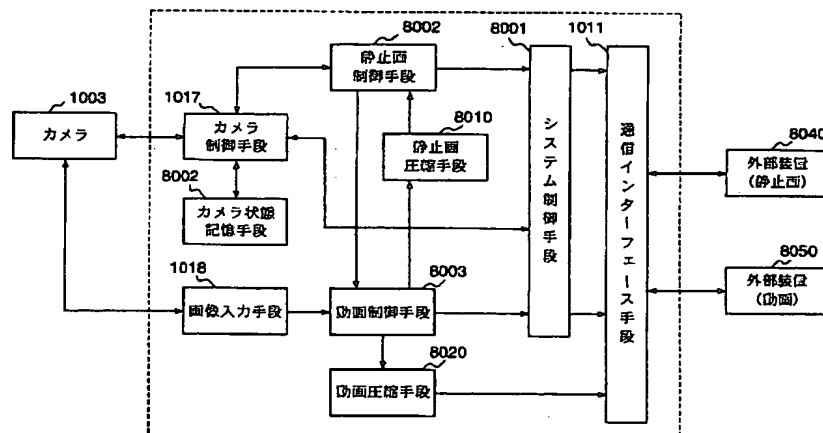 8002
静止画
制御手段
8001
1011
1003
カメラ
1017
カメラ
制御手段
8010
静止画
圧縮手段
システム制御手段
通信インターフェース手段
8040
外部装置
(静止画)
8002
カメラ状態
記憶手段
1018
画像入力手段
8003
動画制御手段
8050
外部装置
(動画)
8020
動画圧縮手段